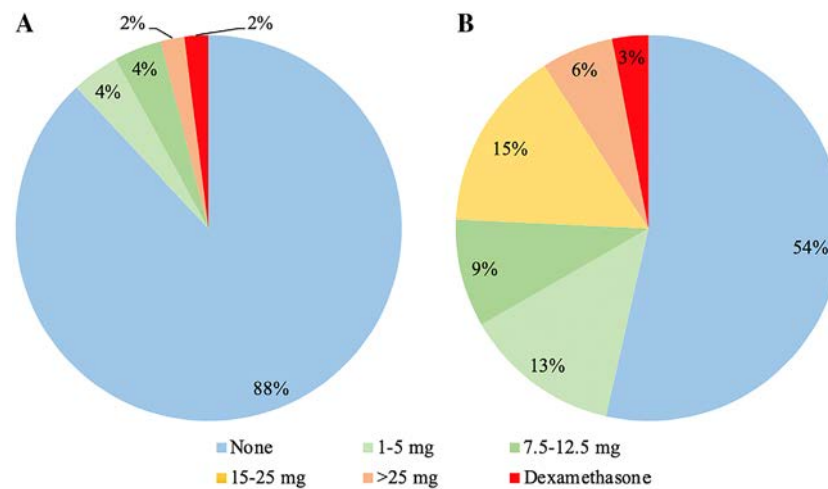 A
2%
2%
4%
4%
88%
B
3%
6%
15%
9%
13%
54%
None
1-5 mg
7.5-12.5 mg
15-25 mg
>25 mg
Dexamethasone